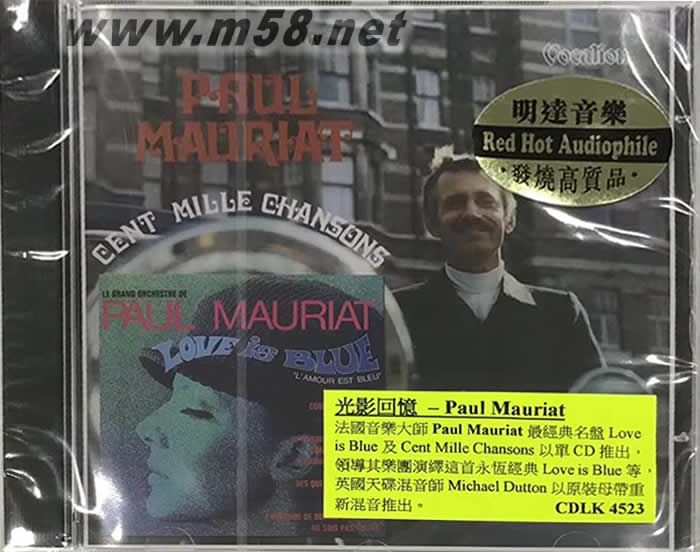 www.m58.net
Vocalion
PAUL
MAURIAT
明達音樂
Red Hot Audiophile
發燒高質品
CENT MILLE CHANSONS
LE GRAND ORCHESTRE DE
PAUL MAURIAT
LOVE is BLUE
"L'AMOUR EST BLEU"
光影回憶 – Paul Mauriat
法國音樂大師 Paul Mauriat 最經典名盤 Love
is Blue 及 Cent Mille Chansons 以單 CD 推出，
領導其樂團演繹這首永恆經典 Love is Blue 等，
英國天碟混音師 Michael Dutton 以原裝母帶重
新混音推出。
CDLK 4523